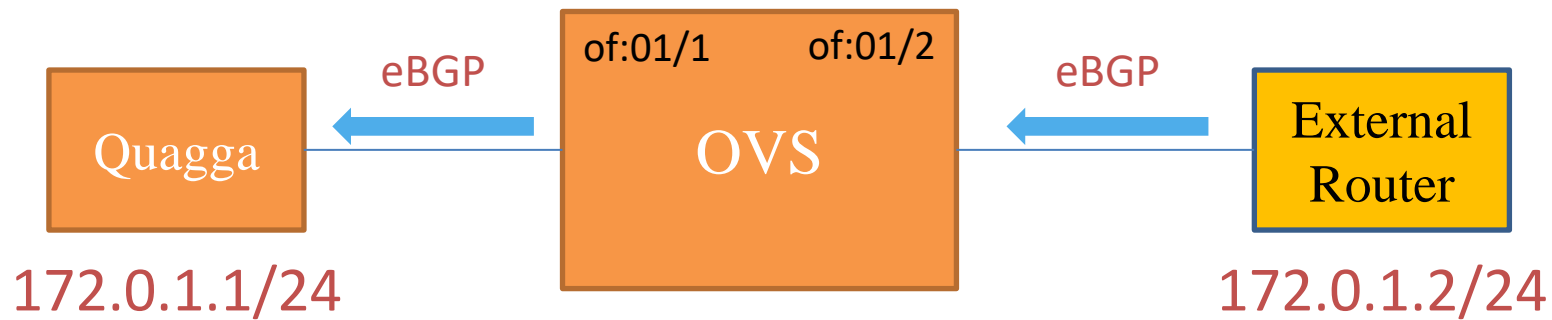 of:01/1
of:01/2
eBGP
eBGP
Quagga
OVS
External
Router
172.0.1.1/24
172.0.1.2/24